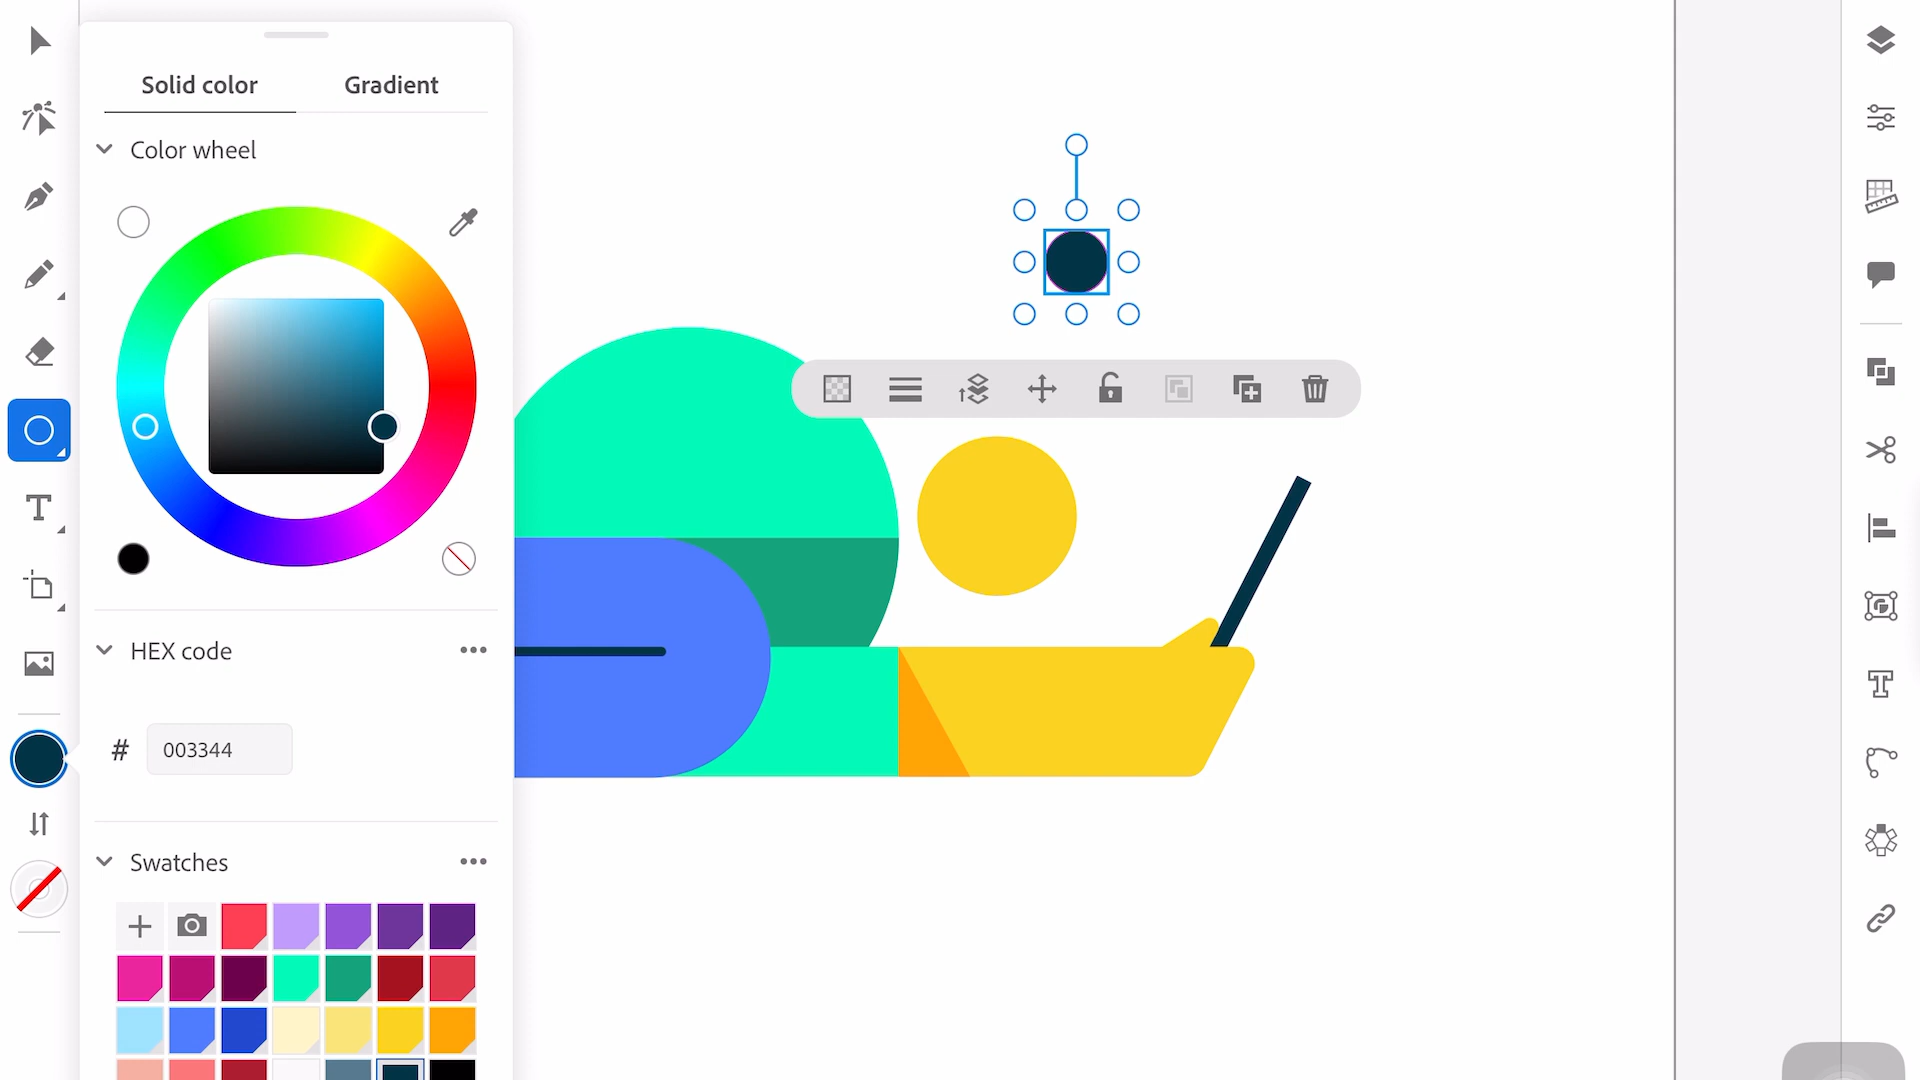 Solid color
Gradient
Color wheel
HEX code
# 003344
Swatches